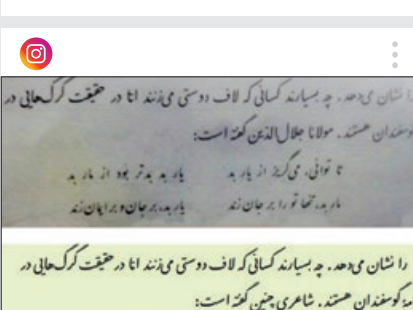 را نشان می‌دهد. چه بسیارند کسانی که لاف دوستی می‌زنند امّا در حقیقت گرگ‌هایی در
گوسفندان هستند. مولانا جلال‌الدّین گفته است:
تا توانی، می‌گریز از یار بد یار بد بدتر بُوَد از مار بد
مار بد، تنها تو را بر جان زند یار بد، بر جان و بر ایمان زند
را نشان می‌دهد. چه بسیارند کسانی که لاف دوستی می‌زنند امّا در حقیقت گرگ‌هایی در
گوسفندان هستند. شاعری چنین گفته است: